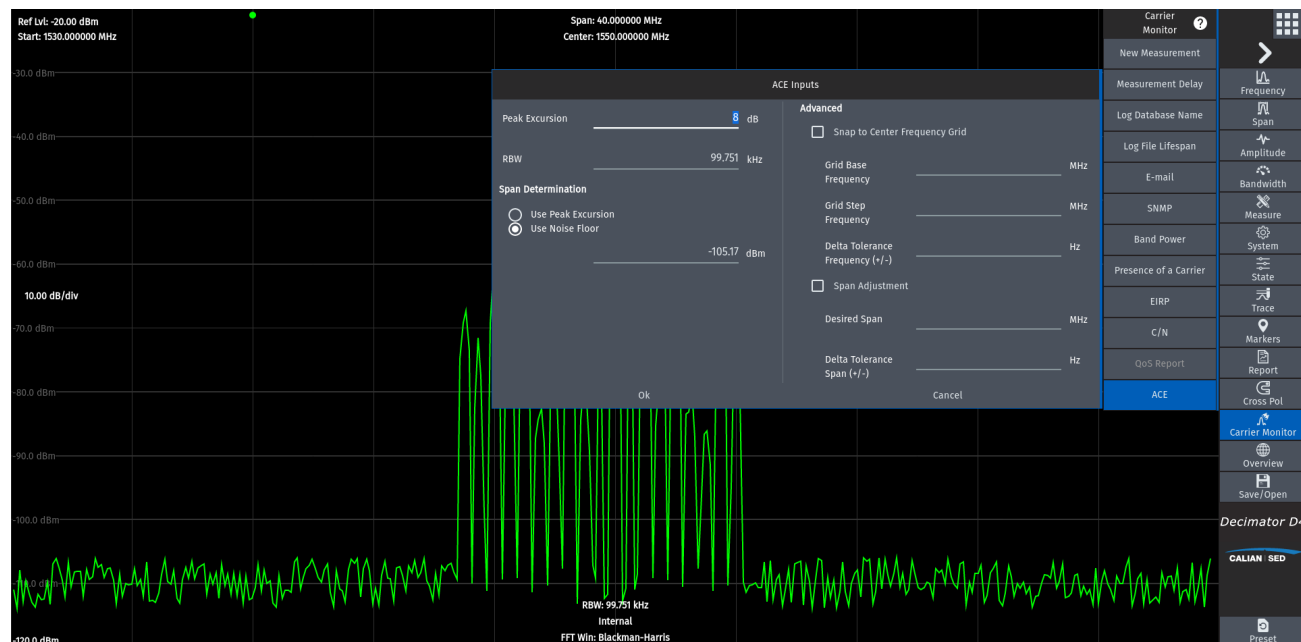 Ref Lvl: -20.00 dBm
Start: 1530.000000 MHz
Span: 40.000000 MHz
Center: 1550.000000 MHz
-30.0 dBm
-40.0 dBm
-50.0 dBm
-60.0 dBm
10.00 dB/div
-70.0 dBm
-80.0 dBm
-90.0 dBm
-100.0 dBm
-120.0 dBm
RBW: 99.751 kHz
Internal
FFT Win: Blackman-Harris
ACE Inputs
Peak Excursion 8 dB
RBW 99.751 kHz
Span Determination
Use Peak Excursion
Use Noise Floor
-105.17 dBm
Advanced
Snap to Center Frequency Grid
Grid Base
Frequency MHz
Grid Step
Frequency MHz
Delta Tolerance
Frequency (+/-) Hz
Span Adjustment
Desired Span MHz
Delta Tolerance
Span (+/-) Hz
Ok
Cancel
Carrier
Monitor ?
New Measurement
Measurement Delay
Log Database Name
Log File Lifespan
E-mail
SNMP
Band Power
Presence of a Carrier
EIRP
C/N
QoS Report
ACE
Frequency
Span
Amplitude
Bandwidth
Measure
System
State
Trace
Markers
Report
Cross Pol
Carrier Monitor
Overview
Save/Open
Decimator
CALIAN SED
Preset